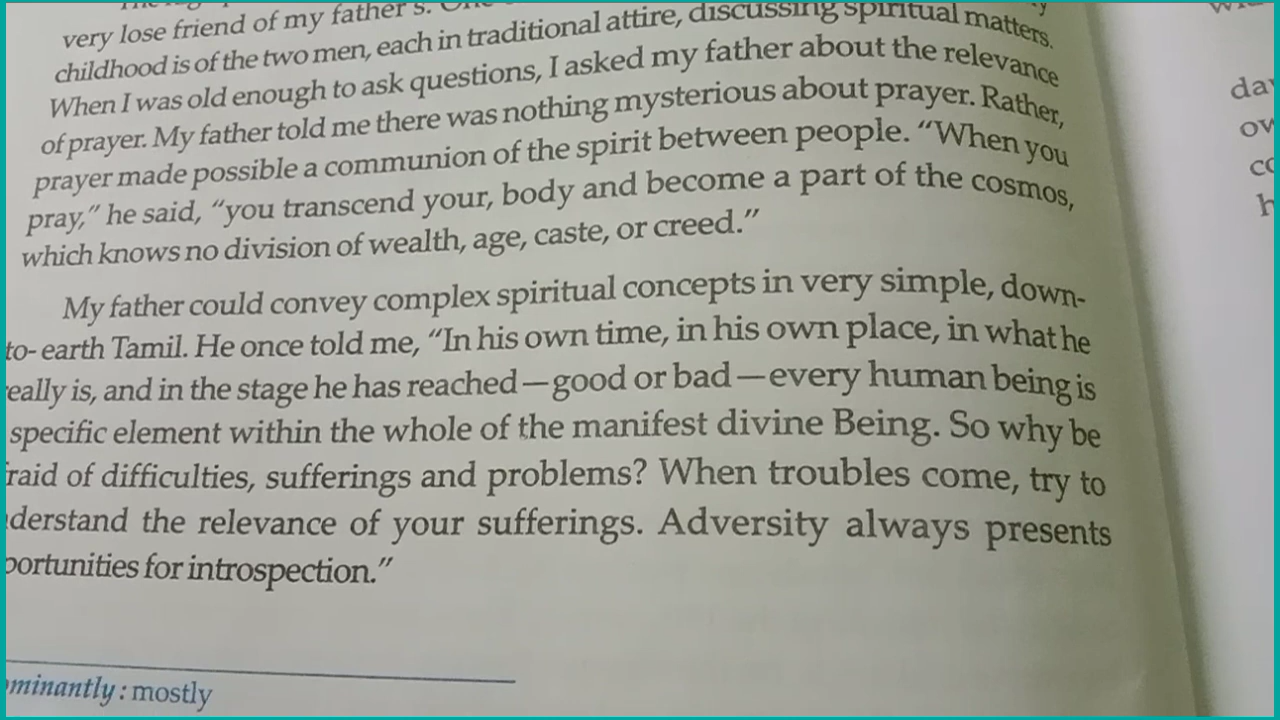 very lose friend of my father's.
childhood is of the two men, each in traditional attire, discussing spiritual matters.
When I was old enough to ask questions, I asked my father about the relevance
of prayer. My father told me there was nothing mysterious about prayer. Rather,
prayer made possible a communion of the spirit between people. “When you
pray,” he said, “you transcend your, body and become a part of the cosmos,
which knows no division of wealth, age, caste, or creed.”
My father could convey complex spiritual concepts in very simple, down-
to- earth Tamil. He once told me, “In his own time, in his own place, in what he
eally is, and in the stage he has reached—good or bad—every human being is
specific element within the whole of the manifest divine Being. So why be
raid of difficulties, sufferings and problems? When troubles come, try to
derstand the relevance of your sufferings. Adversity always presents
portunities for introspection.”
minantly : mostly